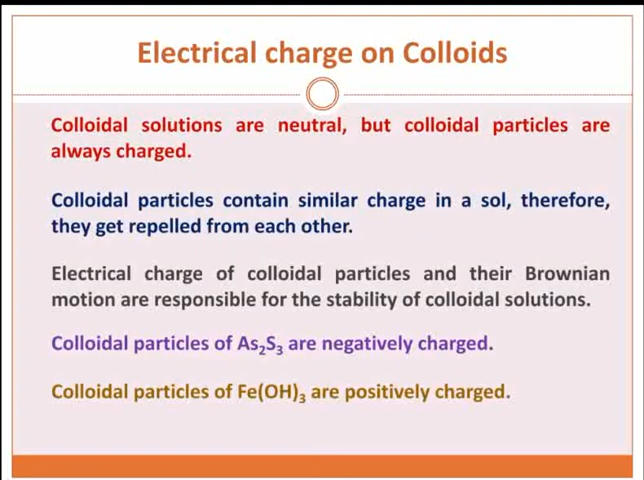 Electrical charge on Colloids
Colloidal solutions are neutral, but colloidal particles are
always charged.
Colloidal particles contain similar charge in a sol, therefore,
they get repelled from each other.
Electrical charge of colloidal particles and their Brownian
motion are responsible for the stability of colloidal solutions.
Colloidal particles of As₂S₃ are negatively charged.
Colloidal particles of Fe(OH)₃ are positively charged.